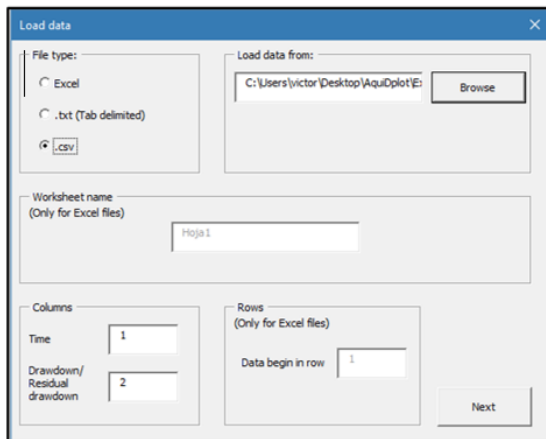 Load data
File type:
Excel
.txt (Tab delimited)
.csv
Load data from:
C:\Users\victor\Desktop\AquiDplot\E
Browse
Worksheet name
(Only for Excel files)
Hoja1
Columns
Time
1
Drawdown/
Residual
drawdown
2
Rows
(Only for Excel files)
Data begin in row
1
Next